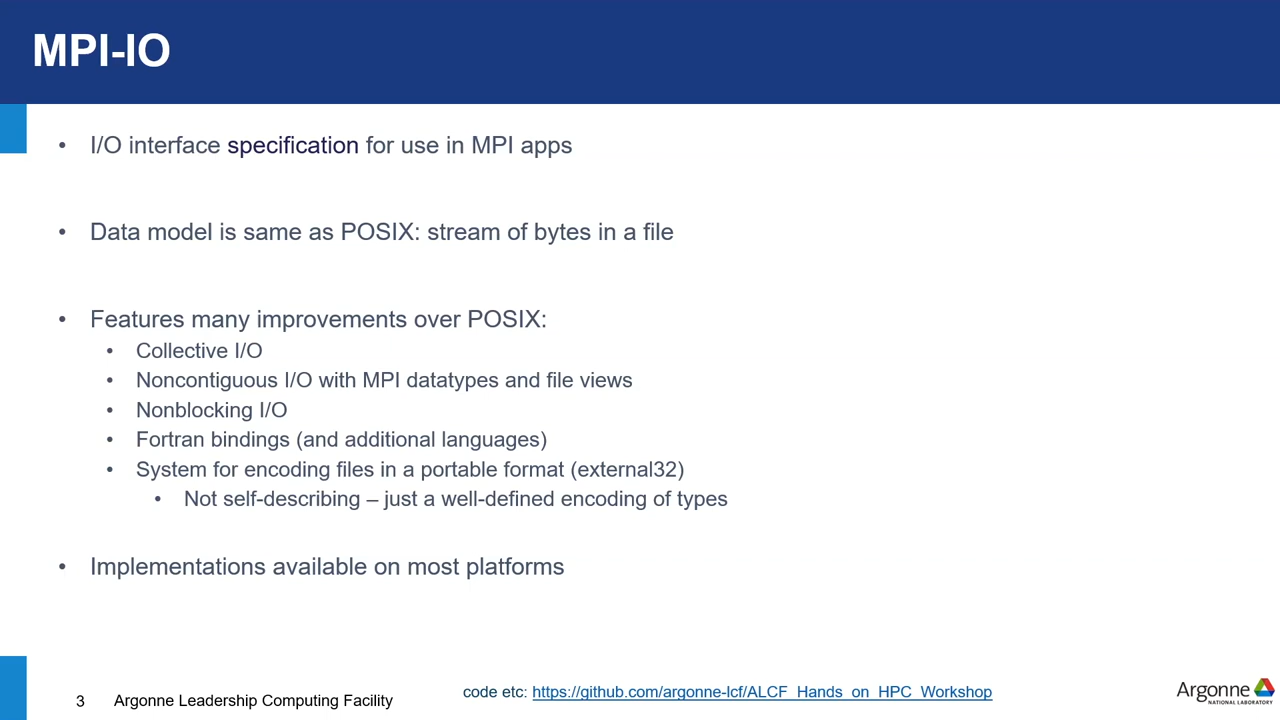 MPI-IO
• I/O interface specification for use in MPI apps
• Data model is same as POSIX: stream of bytes in a file
• Features many improvements over POSIX:
• Collective I/O
• Noncontiguous I/O with MPI datatypes and file views
• Nonblocking I/O
• Fortran bindings (and additional languages)
• System for encoding files in a portable format (external32)
• Not self-describing – just a well-defined encoding of types
• Implementations available on most platforms
3 Argonne Leadership Computing Facility
code etc: https://github.com/argonne-lcf/ALCF_Hands_on_HPC_Workshop
Argonne
NATIONAL LABORATORY